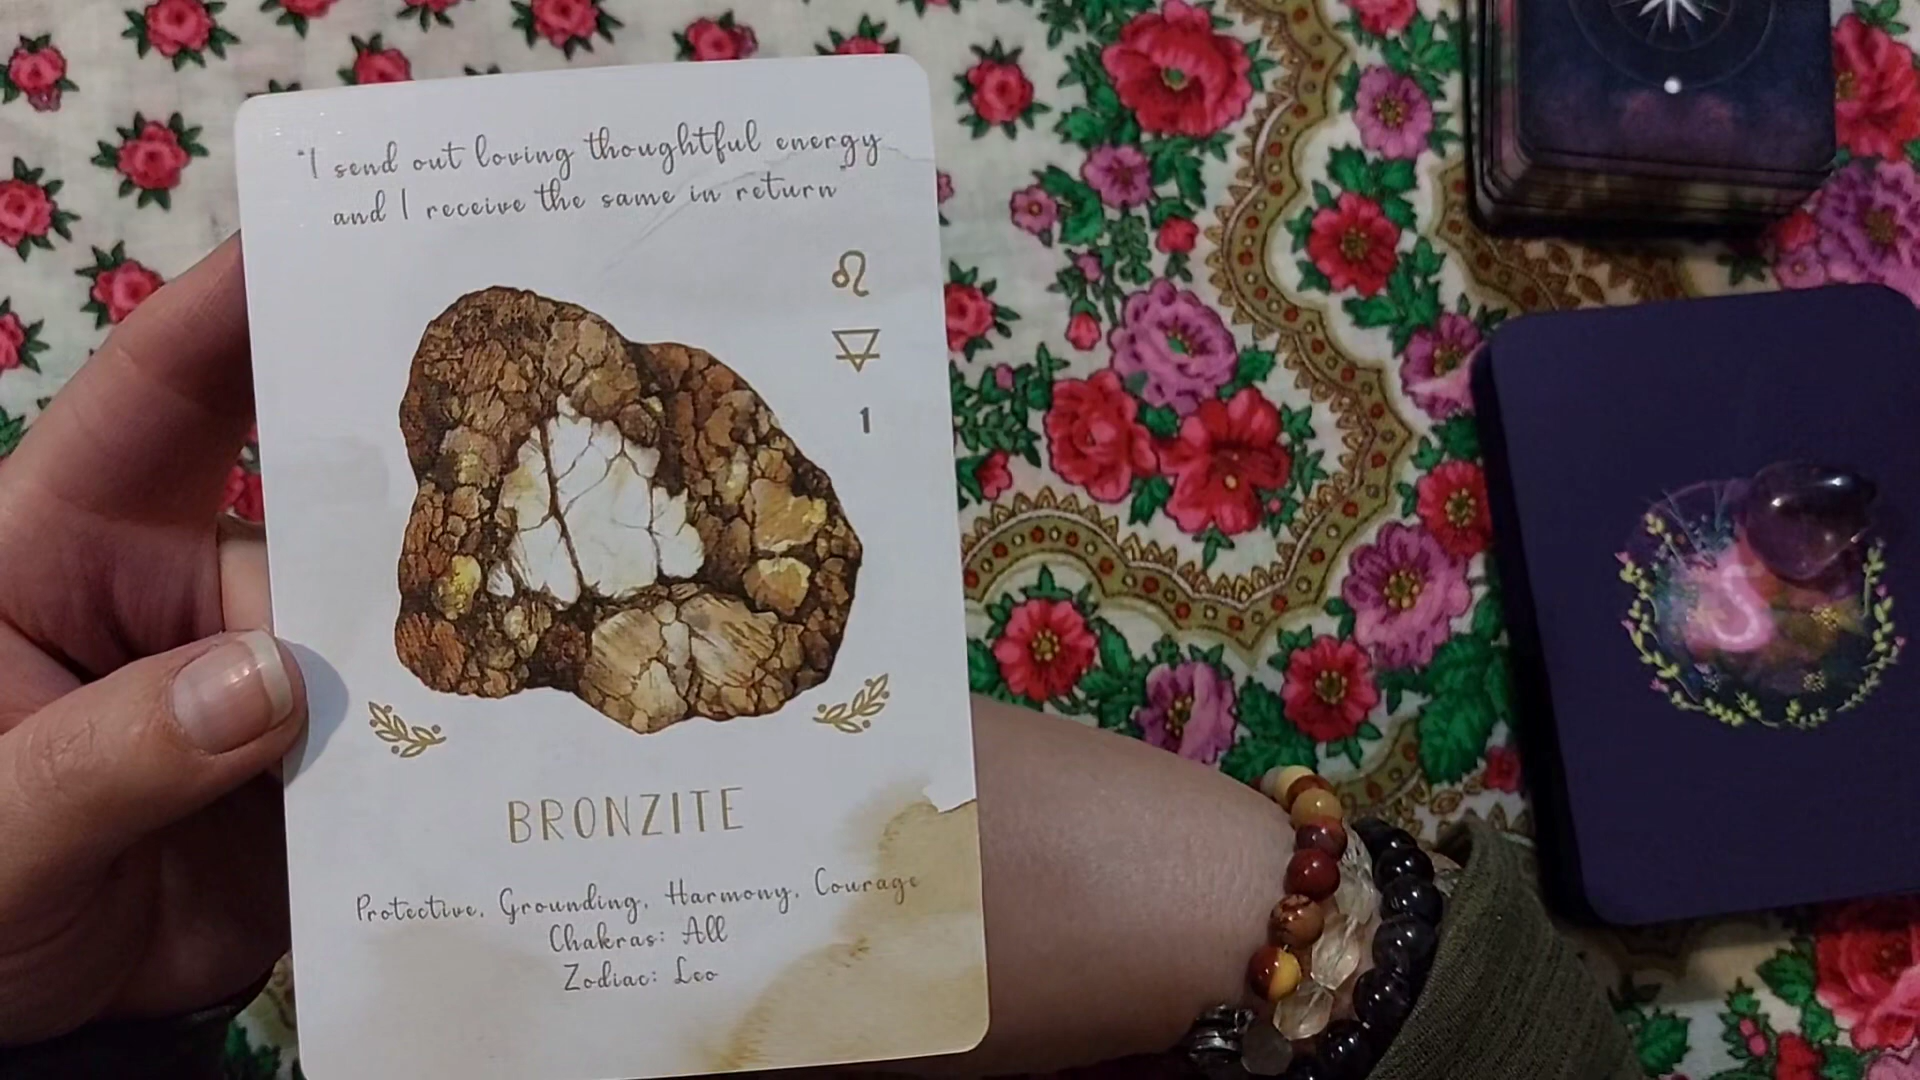 "I send out loving thoughtful energy
and I receive the same in return"
♌
1
BRONZITE
Protective, Grounding, Harmony, Courage
Chakras: All
Zodiac: Leo